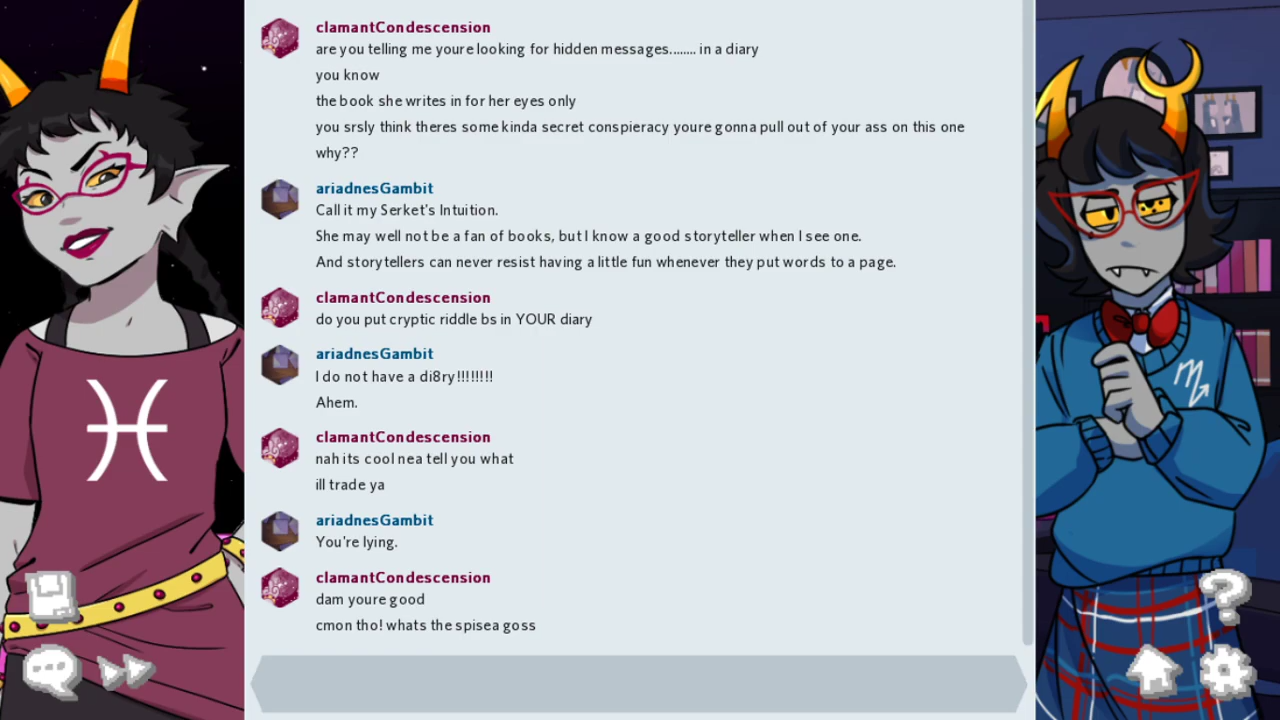 clamantCondescension
are you telling me youre looking for hidden messages........ in a diary
you know
the book she writes in for her eyes only
you srsly think theres some kinda secret conspieracy youre gonna pull out of your ass on this one
why??
ariadnesGambit
Call it my Serket's Intuition.
She may well not be a fan of books, but I know a good storyteller when I see one.
And storytellers can never resist having a little fun whenever they put words to a page.
clamantCondescension
do you put cryptic riddle bs in YOUR diary
ariadnesGambit
I do not have a di8ry!!!!!!!!
Ahem.
clamantCondescension
nah its cool nea tell you what
ill trade ya
ariadnesGambit
You're lying.
clamantCondescension
dam youre good
cmon tho! whats the spisea goss